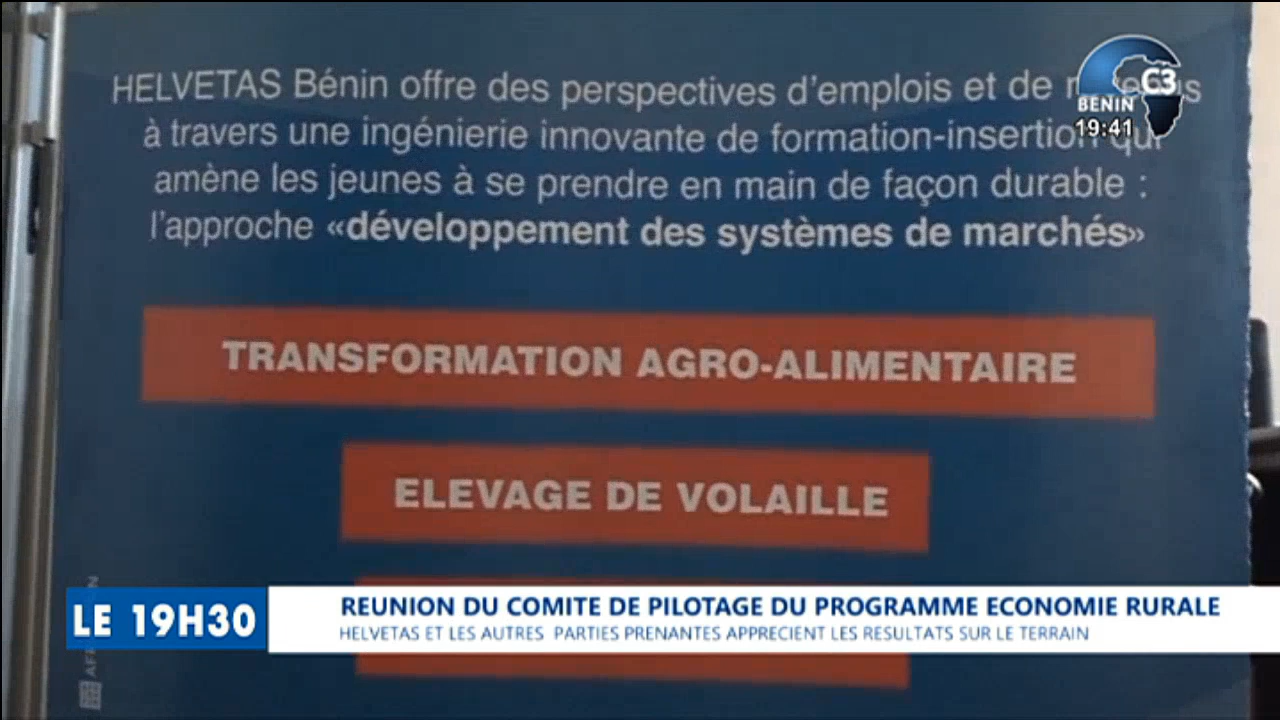 HELVETAS Bénin offre des perspectives d'emplois et de
à travers une ingénierie innovante de formation-insertion qui
amène les jeunes à se prendre en main de façon durable :
l'approche «développement des systèmes de marchés»
C3
BENIN
19:41
TRANSFORMATION AGRO-ALIMENTAIRE
ELEVAGE DE VOLAILLE
LE 19H30
REUNION DU COMITE DE PILOTAGE DU PROGRAMME ECONOMIE RURALE
HELVETAS ET LES AUTRES PARTIES PRENANTES APPRECIENT LES RESULTATS SUR LE TERRAIN